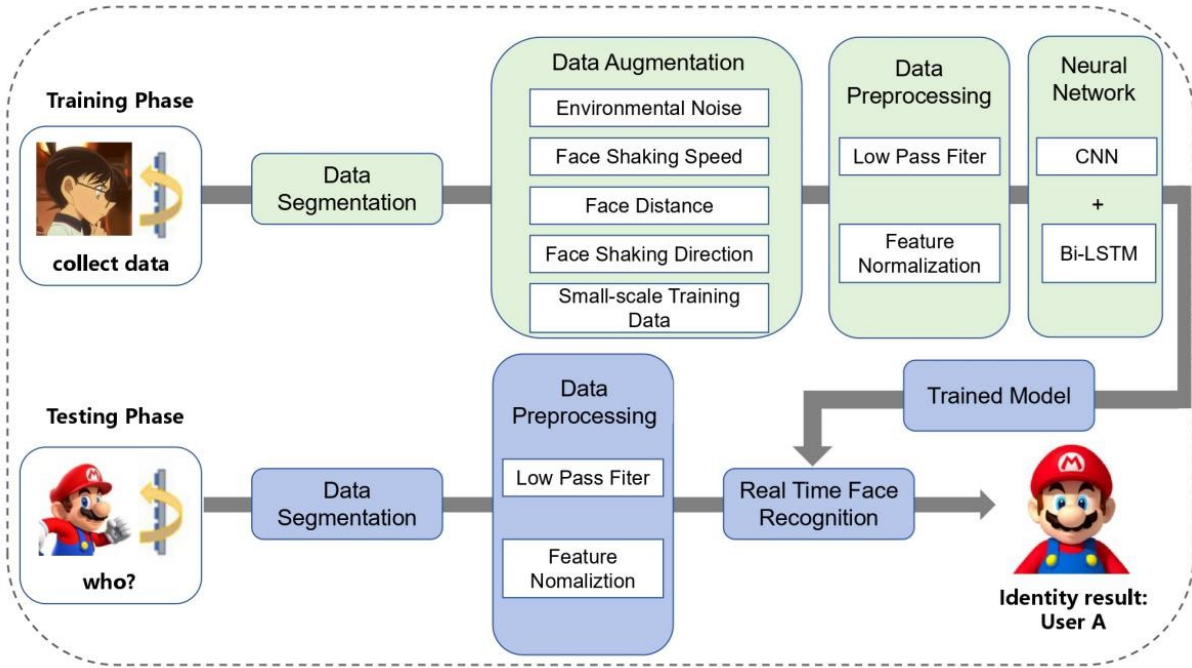 Training Phase
collect data
Data
Segmentation
Data Augmentation
Environmental Noise
Face Shaking Speed
Face Distance
Face Shaking Direction
Small-scale Training
Data
Data
Preprocessing
Low Pass Fiter
Feature
Normalization
Neural
Network
CNN
+
Bi-LSTM
Trained Model
Testing Phase
who?
Data
Segmentation
Data
Preprocessing
Low Pass Fiter
Feature
Nomaliztion
Real Time Face
Recognition
M
Identity result:
User A